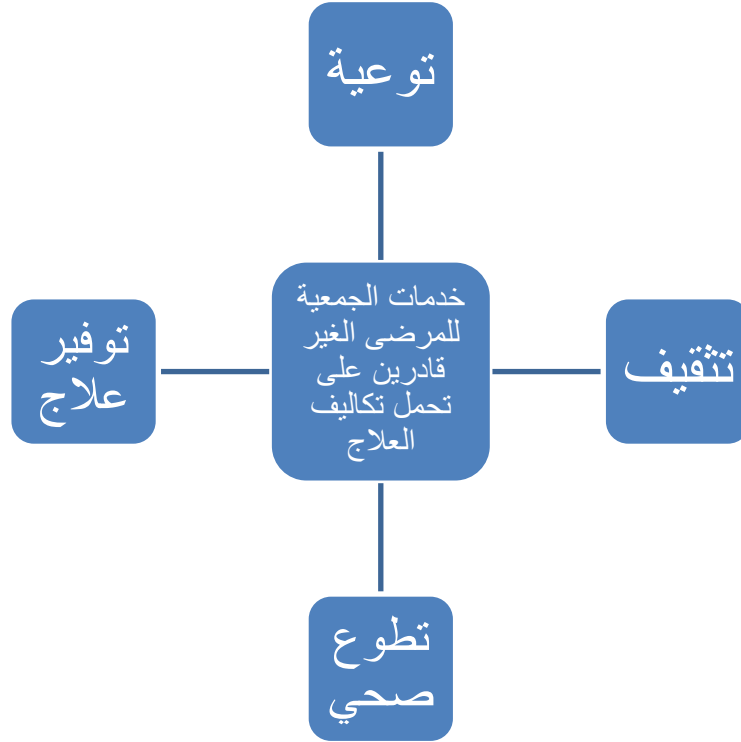 توعية
خدمات الجمعية
للمرضى الغير
قادرين على
تحمل تكاليف
العلاج
تثقيف
توفير
علاج
تطوع
صحي